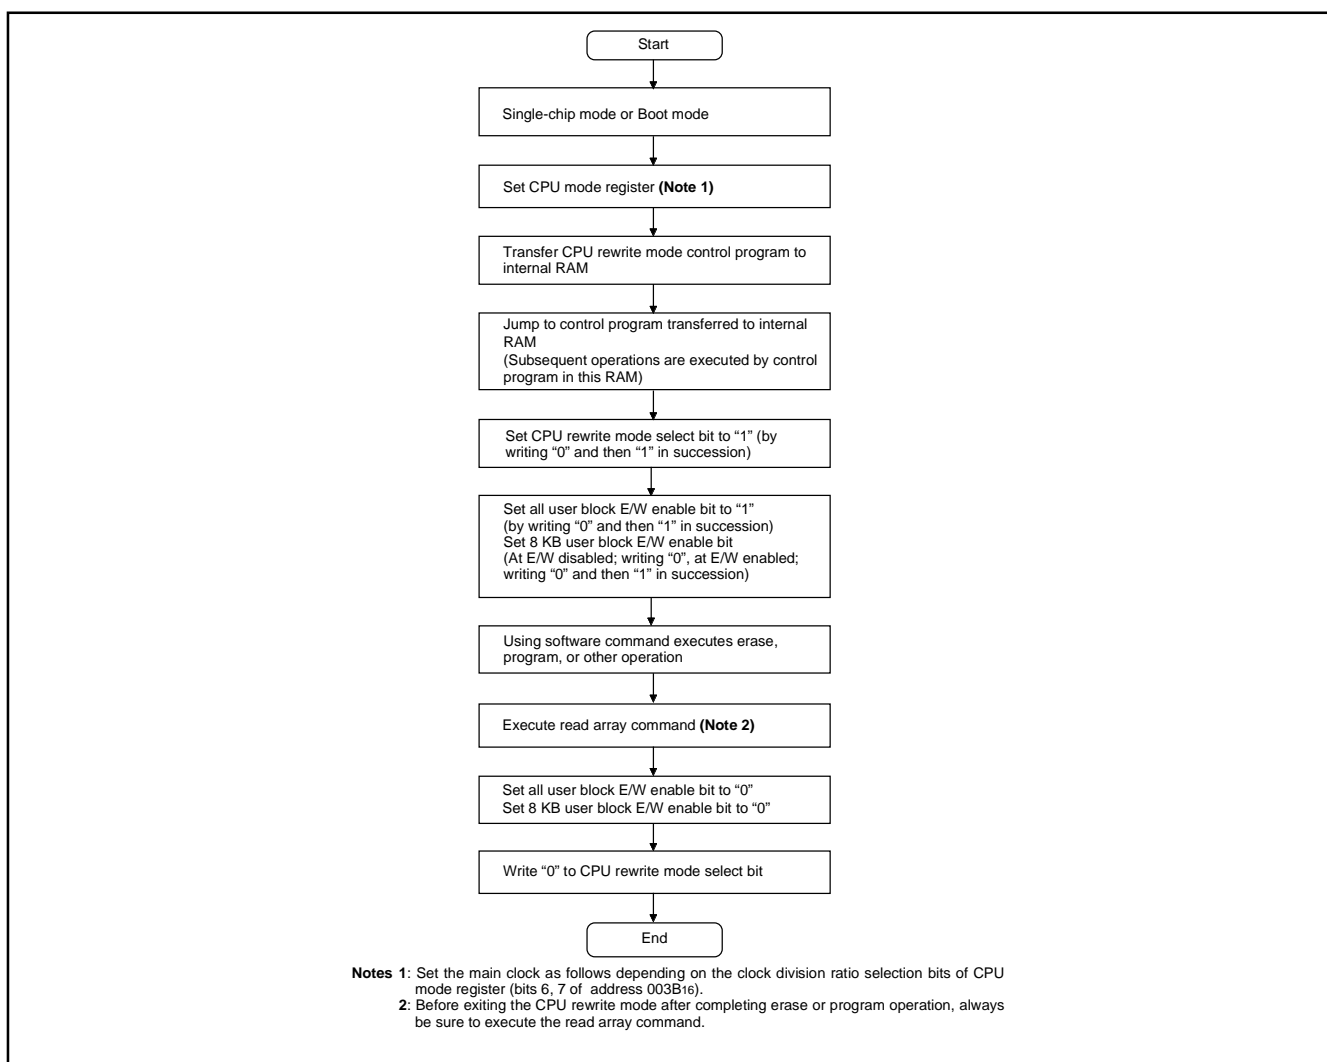 Start
Single-chip mode or Boot mode
Set CPU mode register (Note 1)
Transfer CPU rewrite mode control program to
internal RAM
Jump to control program transferred to internal
RAM
(Subsequent operations are executed by control
program in this RAM)
Set CPU rewrite mode select bit to “1” (by
writing “0” and then “1” in succession)
Set all user block E/W enable bit to “1”
(by writing “0” and then “1” in succession)
Set 8 KB user block E/W enable bit
(At E/W disabled; writing “0”, at E/W enabled;
writing “0” and then “1” in succession)
Using software command executes erase,
program, or other operation
Execute read array command (Note 2)
Set all user block E/W enable bit to “0”
Set 8 KB user block E/W enable bit to “0”
Write “0” to CPU rewrite mode select bit
End
Notes 1: Set the main clock as follows depending on the clock division ratio selection bits of CPU
mode register (bits 6, 7 of address 003B16).
2: Before exiting the CPU rewrite mode after completing erase or program operation, always
be sure to execute the read array command.